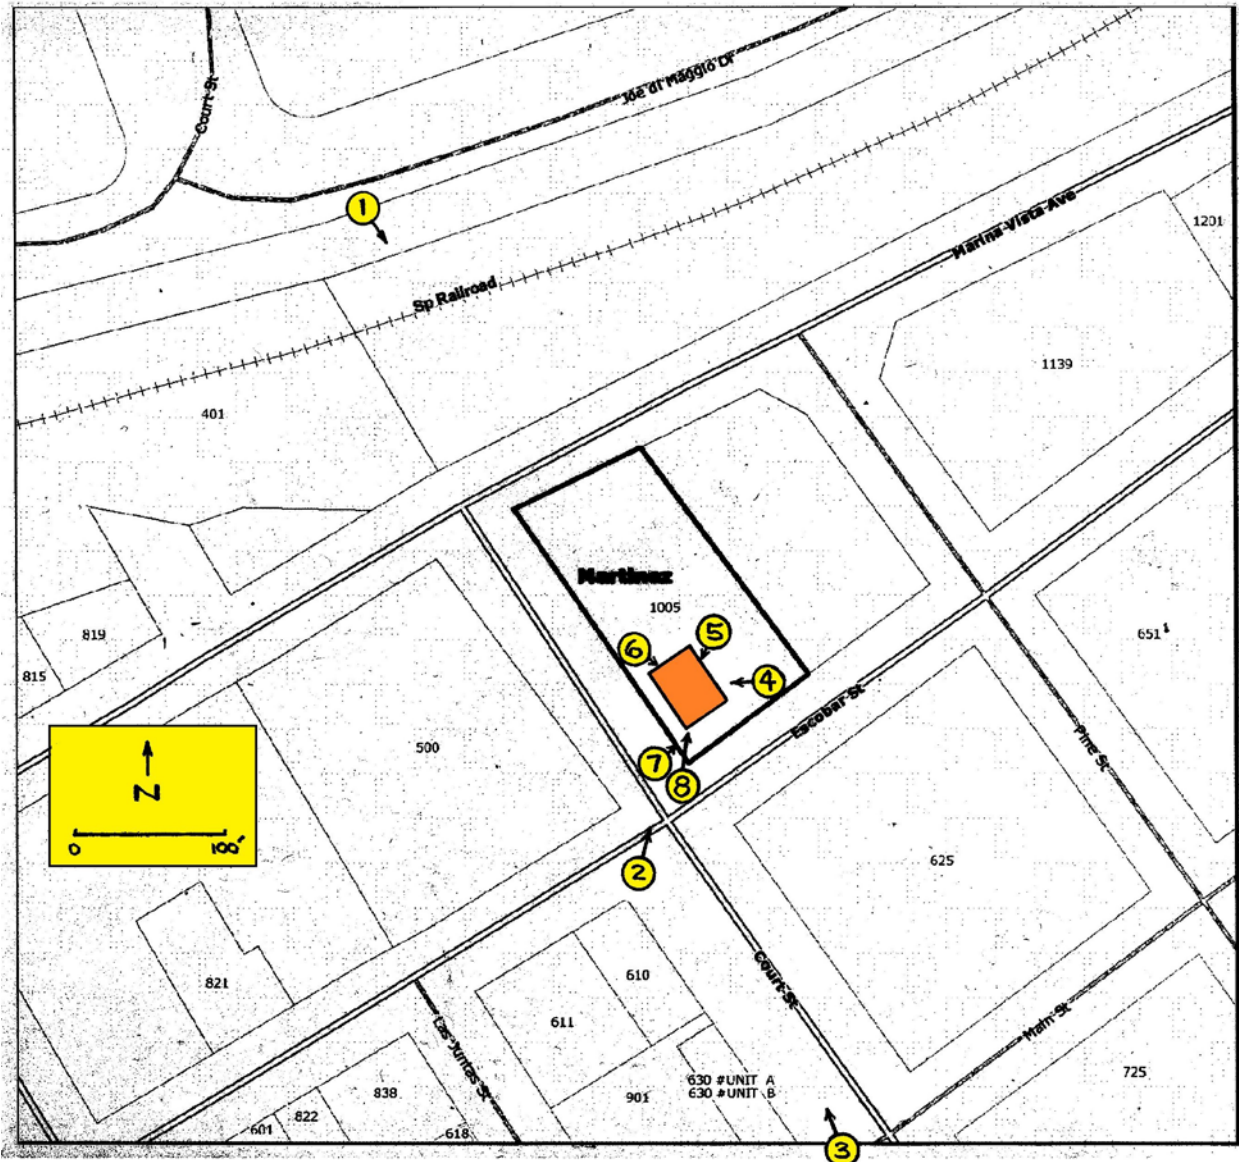 Court St
Joe di Maggio Dr
1
Marina Vista Ave
1201
Sp Railroad
1139
401
Martinez
1005
819
651
5
6
815
4
Escobar St
500
7
Pine St
8
N
0 100'
625
2
821
610
Court St
611
Las Juntas St
Main St
725
630 #UNIT A
630 #UNIT B
838
901
822
601
618
3